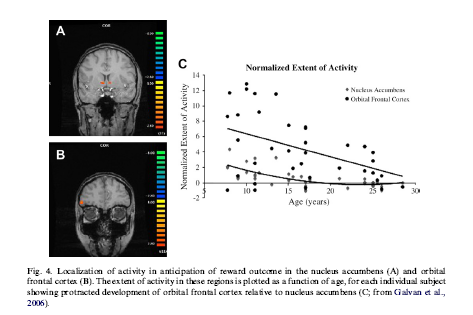 A
COR
B
COR
C
Normalized Extent of Activity
Nucleus Accumbens
Orbital Frontal Cortex
Normalized Extent of Activity
14
12
10
8
6
4
2
0
-2
5
10
15
20
25
30
Age (years)
Fig. 4. Localization of activity in anticipation of reward outcome in the nucleus accumbens (A) and orbital
frontal cortex (B). The extent of activity in these regions is plotted as a function of age, for each individual subject
showing protracted development of orbital frontal cortex relative to nucleus accumbens (C; from Galvan et al.,
2006).